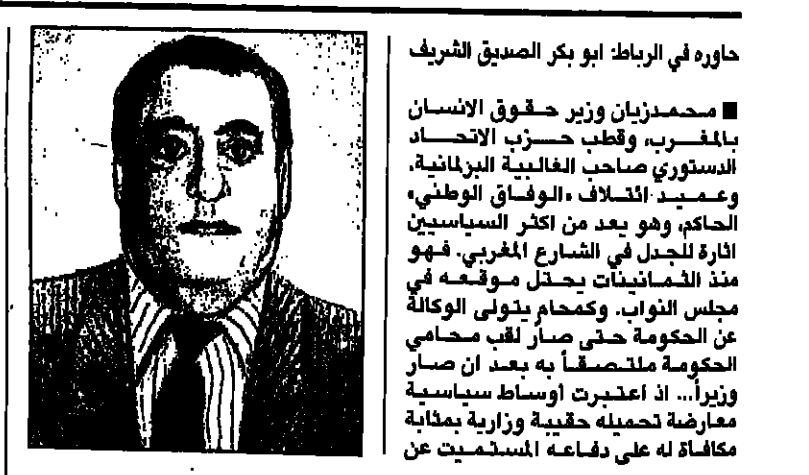 حاوره في الرباط: ابو بكر الصديق الشريف
■ محمدزيان وزير حقوق الانسان
بالمغرب، وقطب حزب الاتحاد
الدستوري صاحب الغالبية البرلمانية،
وعميد ائتلاف «الوفاق الوطني»
الحاكم، وهو يعد من اكثر السياسيين
اثارة للجدل في الشارع المغربي. فهو
منذ الثمانينات يحتل موقعه في
مجلس النواب. وكمحام يتولى الوكالة
عن الحكومة حتى صار لقب محامي
الحكومة ملتصقاً به بعد ان صار
وزيراً... اذ اعتبرت اوساط سياسية
معارضة تحميله حقيبة وزارية بمثابة
مكافأة له على دفاعه المستميت عن